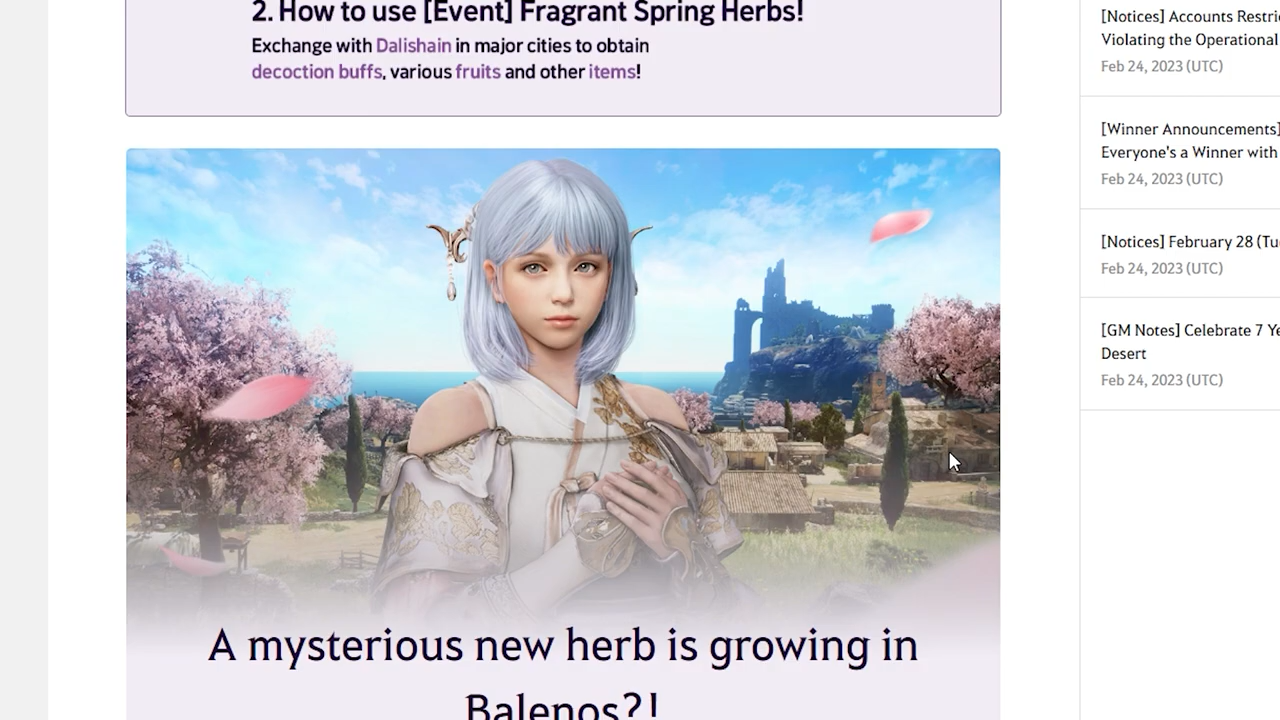 2. How to use [Event] Fragrant Spring Herbs!
Exchange with Dalishain in major cities to obtain
decoction buffs, various fruits and other items!
A mysterious new herb is growing in
Balenos?!
[Notices] Accounts Restri
Violating the Operational
Feb 24, 2023 (UTC)
[Winner Announcements]
Everyone's a Winner with
Feb 24, 2023 (UTC)
[Notices] February 28 (Tu
Feb 24, 2023 (UTC)
[GM Notes] Celebrate 7 Ye
Desert
Feb 24, 2023 (UTC)